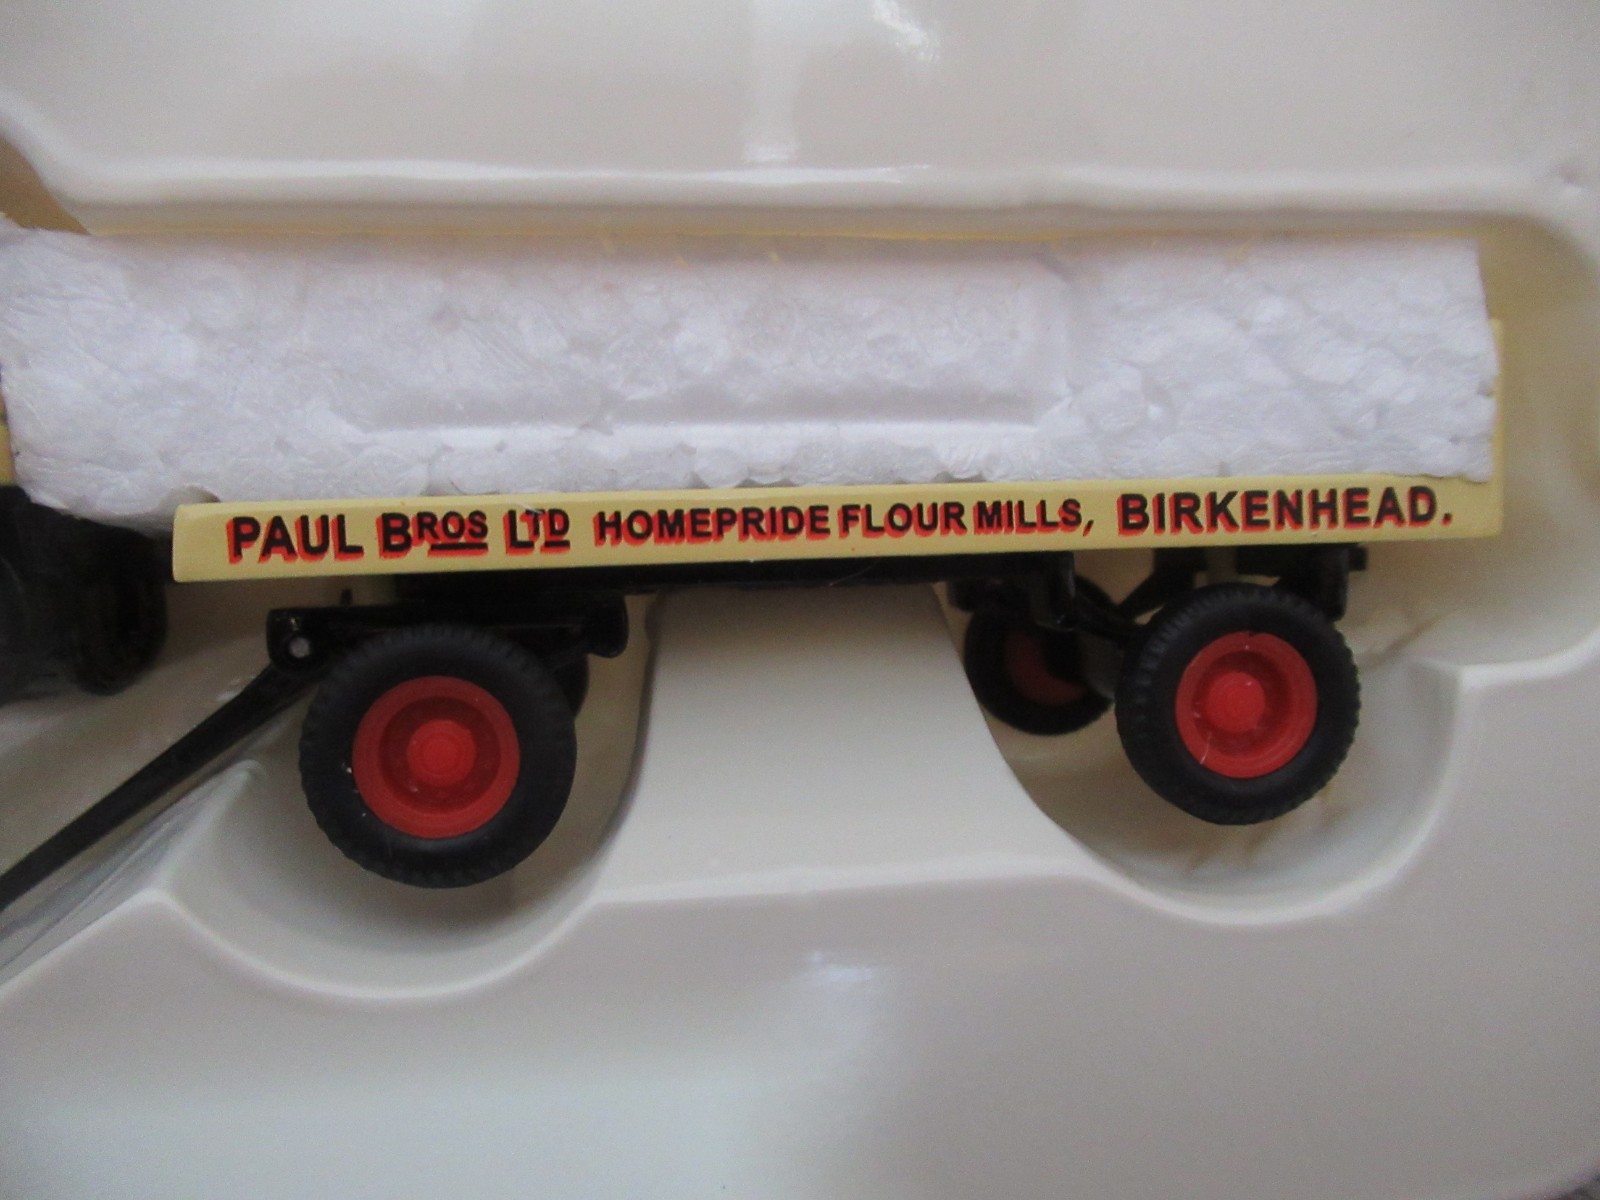 PAUL BROS LTD HOMEPRIDE FLOUR MILLS, BIRKENHEAD.